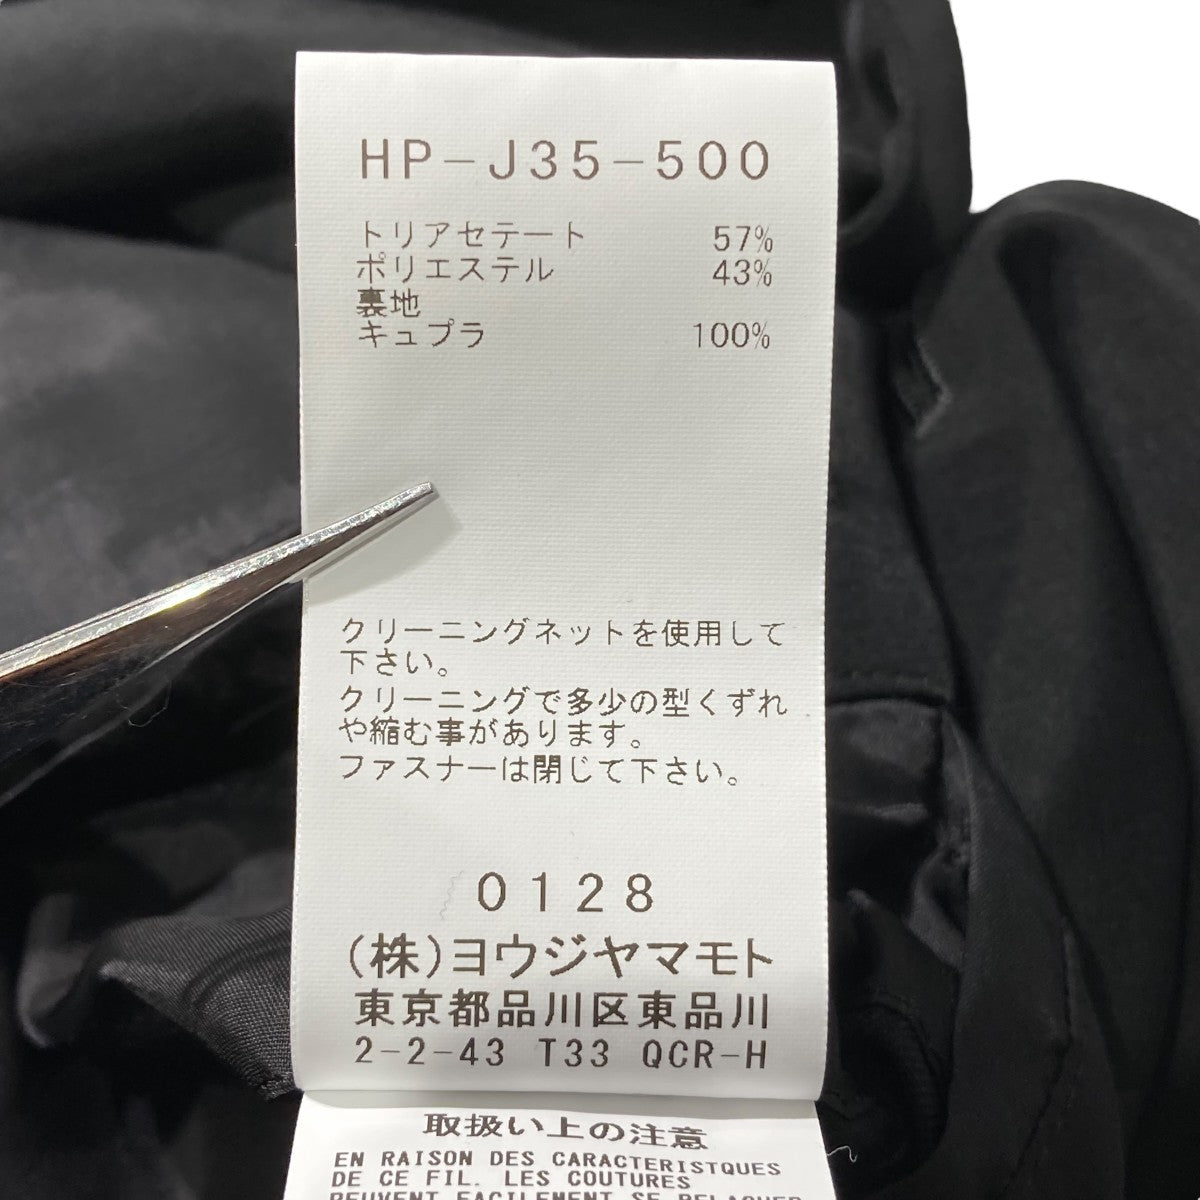 HP-J35-500
トリアセテート 57%
ポリエステル 43%
裏地
キュプラ 100%
クリーニングネットを使用して
下さい。
クリーニングで多少の型くずれ
や縮む事があります。
ファスナーは閉じて下さい。
0128
(株)ヨウジヤマモト
東京都品川区東品川
2-2-43 T33 QCR-H
取扱い上の注意
EN RAISON DES CARACTERISTQUES
DE CE FIL. LES COUTURES
PEUVENT FACILEMENT SE RELACHER